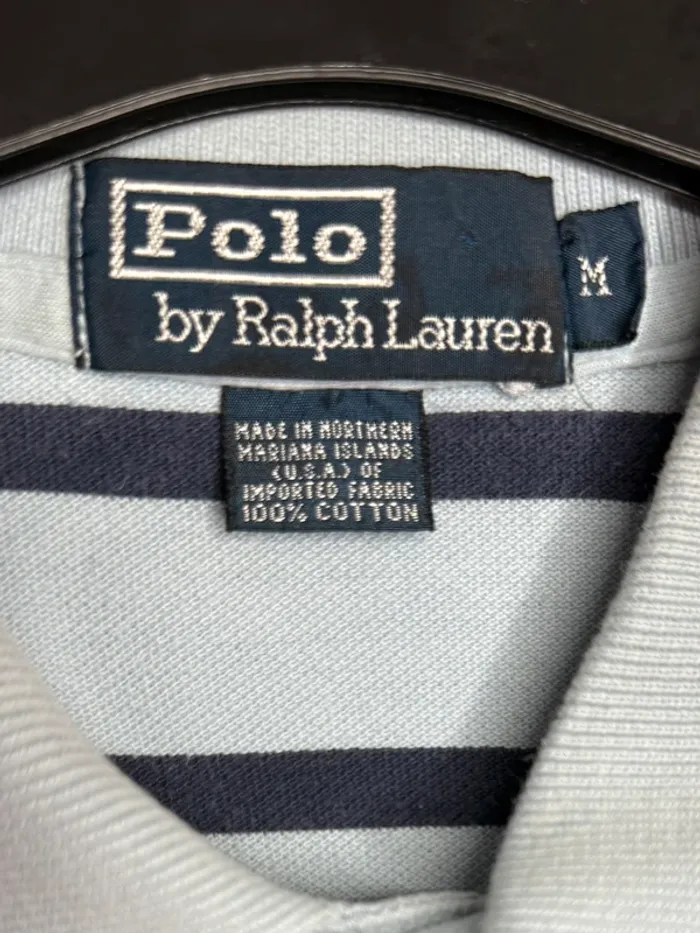 Polo
by Ralph Lauren
M
MADE IN NORTHERN
MARIANA ISLANDS
(U.S.A.) OF
IMPORTED FABRIC
100% COTTON